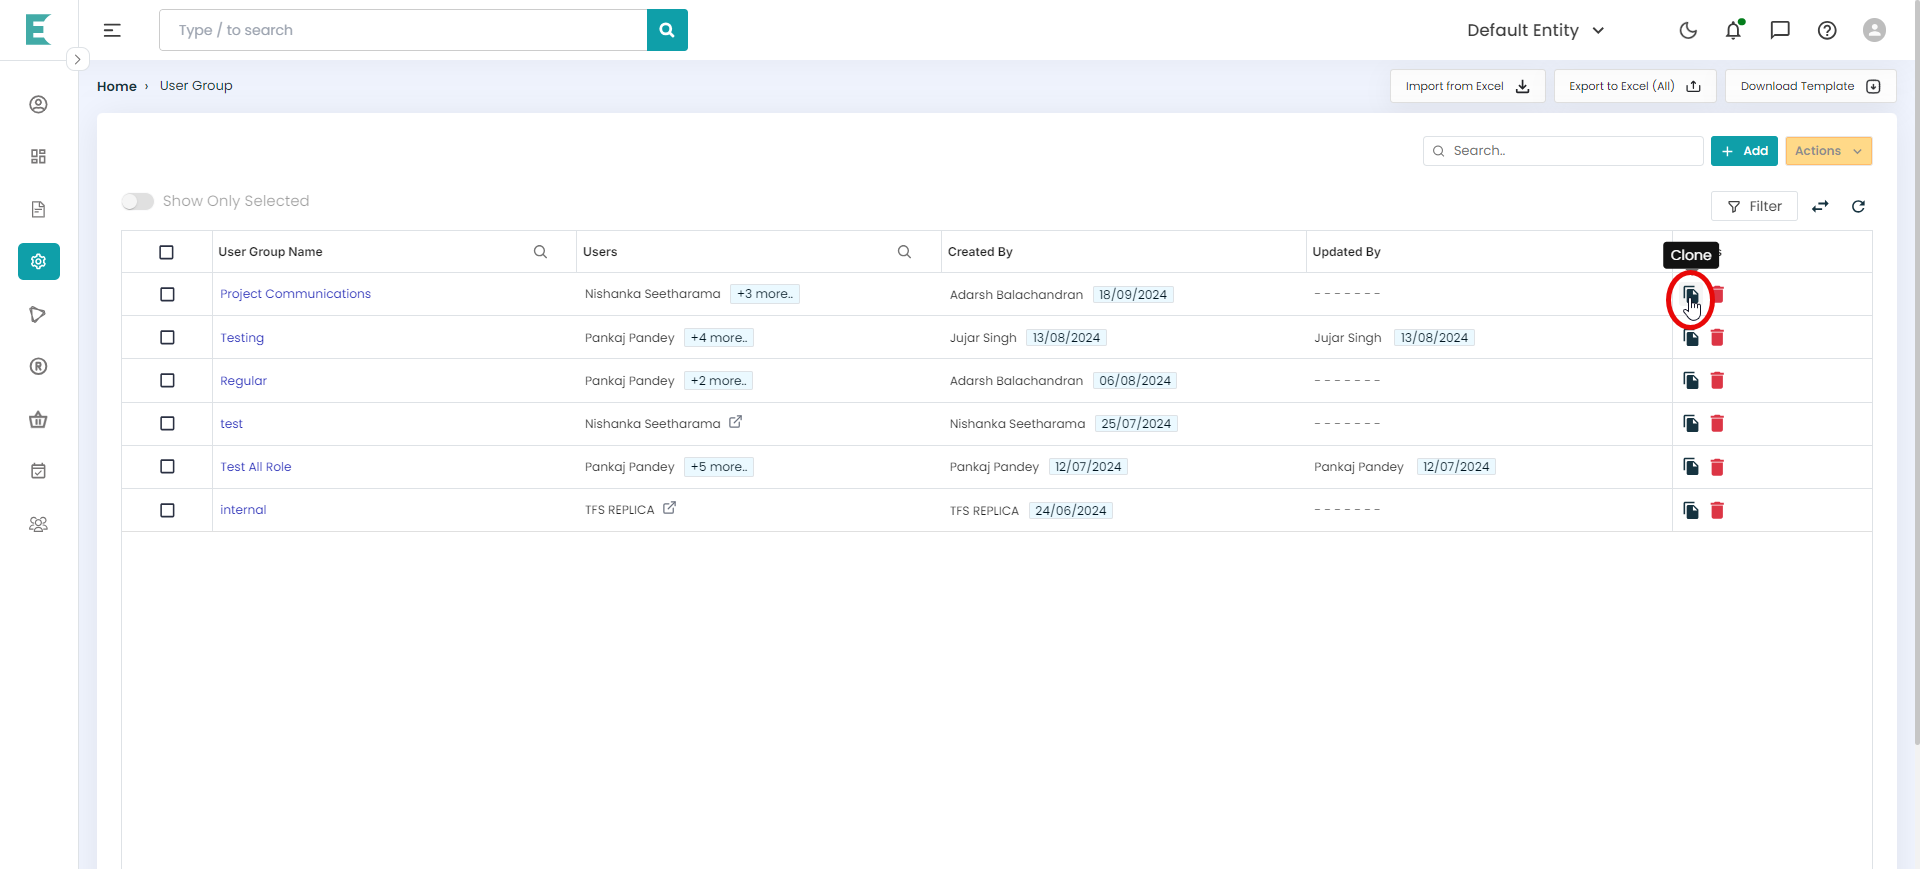 Type / to search
Default Entity
Home › User Group
Import from Excel
Export to Excel (All)
Download Template
Search..
+ Add
Actions
Show Only Selected
Filter
Clone
User Group Name Users Created By Updated By
Project Communications Nishanka Seetharama +3 more.. Adarsh Balachandran 18/09/2024 - - - - - - -
Testing Pankaj Pandey +4 more.. Jujar Singh 13/08/2024 Jujar Singh 13/08/2024
Regular Pankaj Pandey +2 more.. Adarsh Balachandran 06/08/2024 - - - - - - -
test Nishanka Seetharama Nishanka Seetharama 25/07/2024 - - - - - - -
Test All Role Pankaj Pandey +5 more.. Pankaj Pandey 12/07/2024 Pankaj Pandey 12/07/2024
internal TFS REPLICA TFS REPLICA 24/06/2024 - - - - - - -